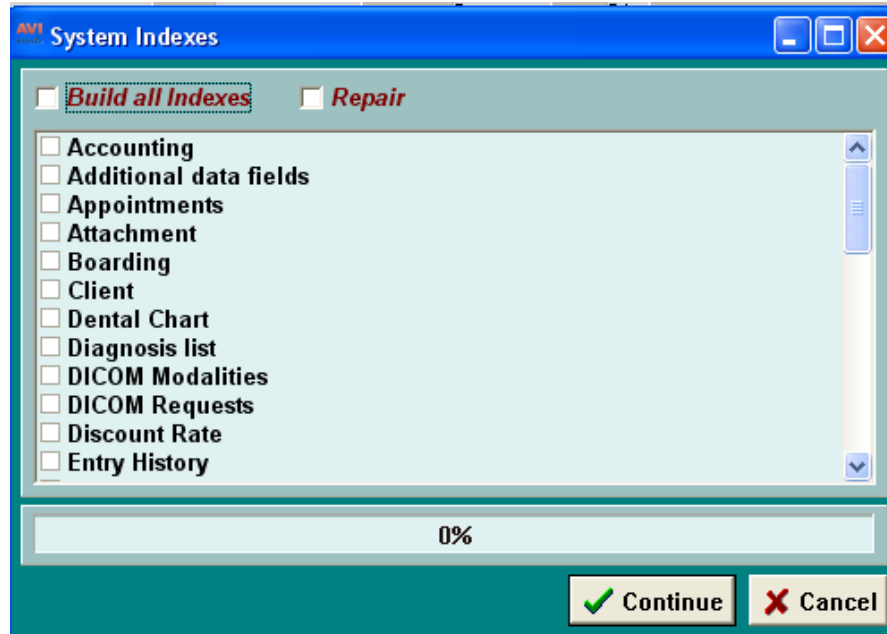 AVI System Indexes
Build all Indexes Repair
Accounting
Additional data fields
Appointments
Attachment
Boarding
Client
Dental Chart
Diagnosis list
DICOM Modalities
DICOM Requests
Discount Rate
Entry History
0%
Continue Cancel